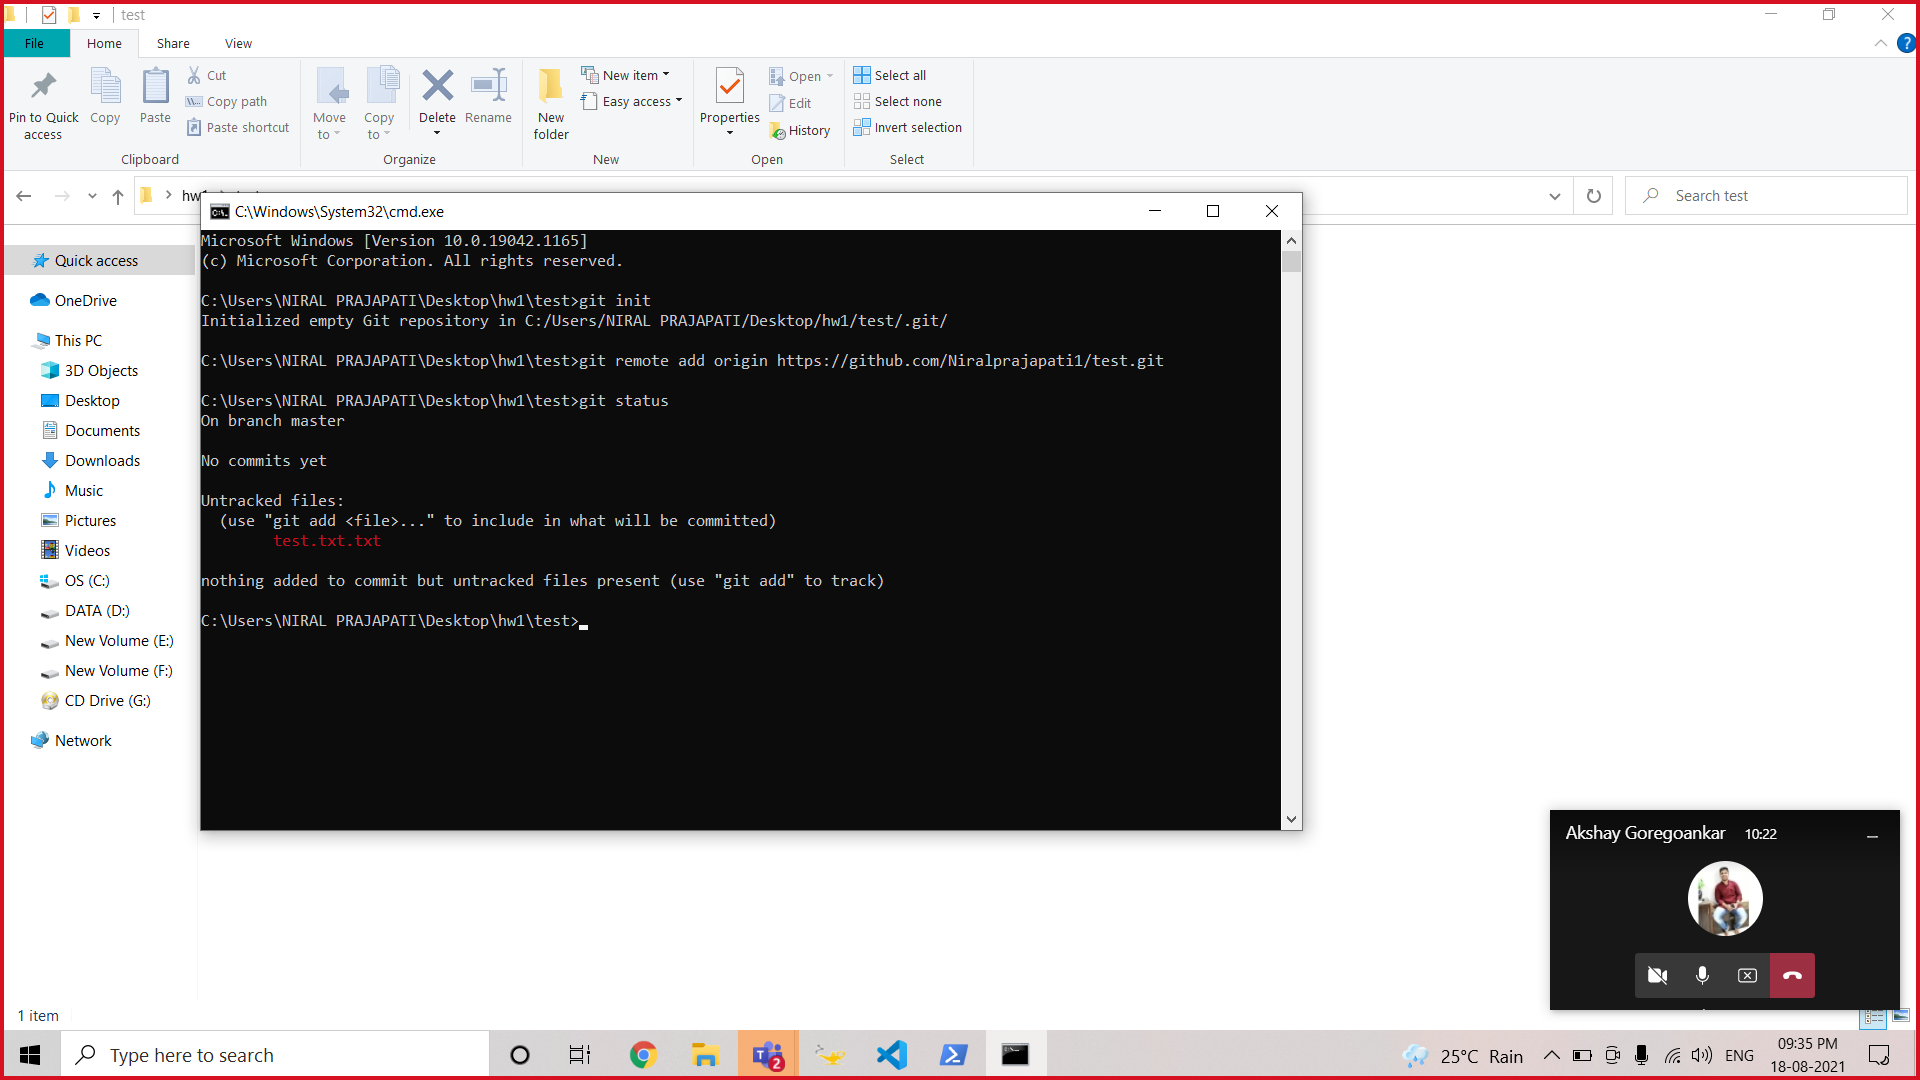 test
File
Home
Share
View
?
Pin to Quick
access
Copy
Paste
Cut
Copy path
Paste shortcut
Clipboard
Move
to
Copy
to
Delete
Rename
Organize
New
folder
New item
Easy access
New
Properties
Open
Edit
History
Open
Select all
Select none
Invert selection
Select
Search test
C:\Windows\System32\cmd.exe
Microsoft Windows [Version 10.0.19042.1165]
(c) Microsoft Corporation. All rights reserved.
C:\Users\NIRAL PRAJAPATI\Desktop\hw1\test>git init
Initialized empty Git repository in C:/Users/NIRAL PRAJAPATI/Desktop/hw1/test/.git/
C:\Users\NIRAL PRAJAPATI\Desktop\hw1\test>git remote add origin https://github.com/Niralprajapati1/test.git
C:\Users\NIRAL PRAJAPATI\Desktop\hw1\test>git status
On branch master
No commits yet
Untracked files:
(use "git add <file>..." to include in what will be committed)
test.txt.txt
nothing added to commit but untracked files present (use "git add" to track)
C:\Users\NIRAL PRAJAPATI\Desktop\hw1\test>
Quick access
OneDrive
This PC
3D Objects
Desktop
Documents
Downloads
Music
Pictures
Videos
OS (C:)
DATA (D:)
New Volume (E:)
New Volume (F:)
CD Drive (G:)
Network
1 item
Akshay Goregoankar 10:22
Type here to search
2
25°C Rain
ENG
09:35 PM
18-08-2021